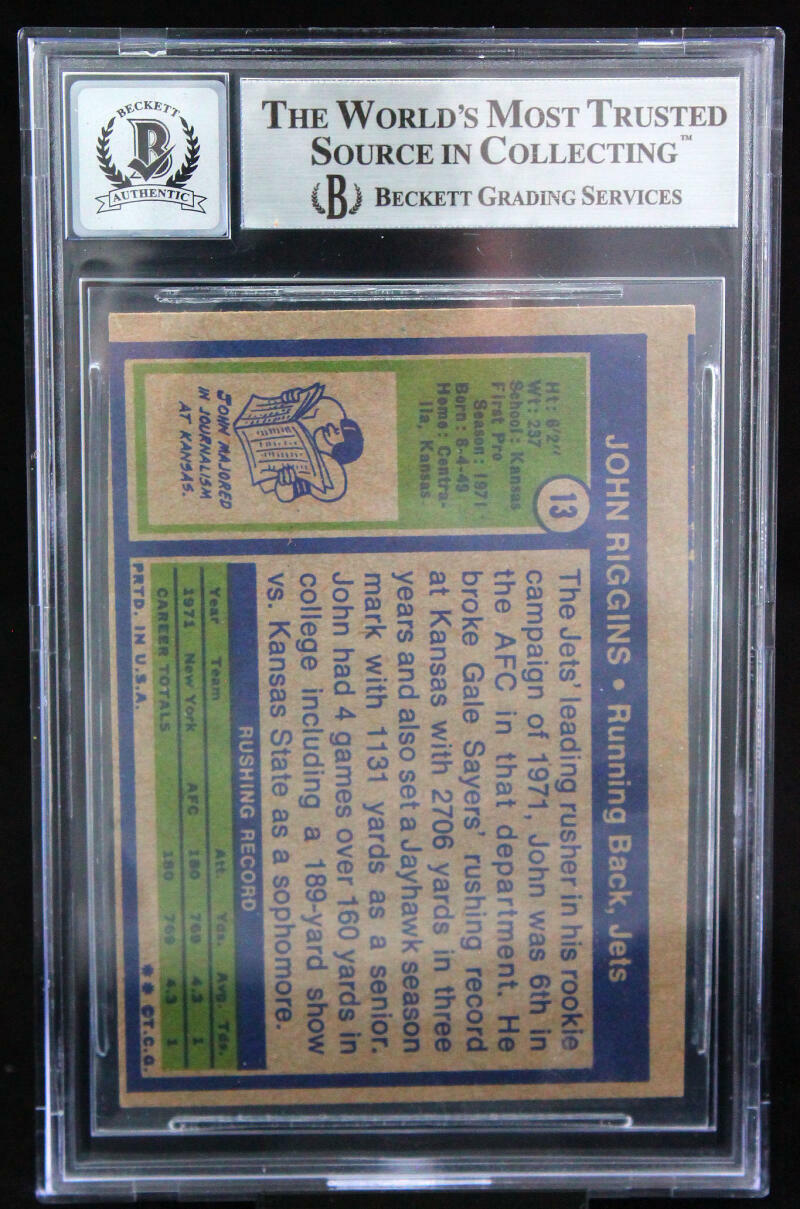 BECKETT
B
AUTHENTIC
THE WORLD'S MOST TRUSTED
SOURCE IN COLLECTING™
B BECKETT GRADING SERVICES
JOHN RIGGINS • Running Back, Jets
13
Ht: 6'2"
Wt: 237
School: Kansas
First Pro
Season: 1971
Born: 8-4-49
Home: Centra-
lia, Kansas
JOHN MAJORED
IN JOURNALISM
AT KANSAS.
The Jets' leading rusher in his rookie
campaign of 1971, John was 6th in
the AFC in that department. He
broke Gale Sayers' rushing record
at Kansas with 2706 yards in three
years and also set a Jayhawk season
mark with 1131 yards as a senior.
John had 4 games over 160 yards in
college including a 189-yard show
vs. Kansas State as a sophomore.
RUSHING RECORD
Year Team Att. Yds. Avg. Tds.
1971 New York AFC 180 769 4.3 1
CAREER TOTALS 180 769 4.3 1
PRTD. IN U.S.A. ** ©T.C.G.